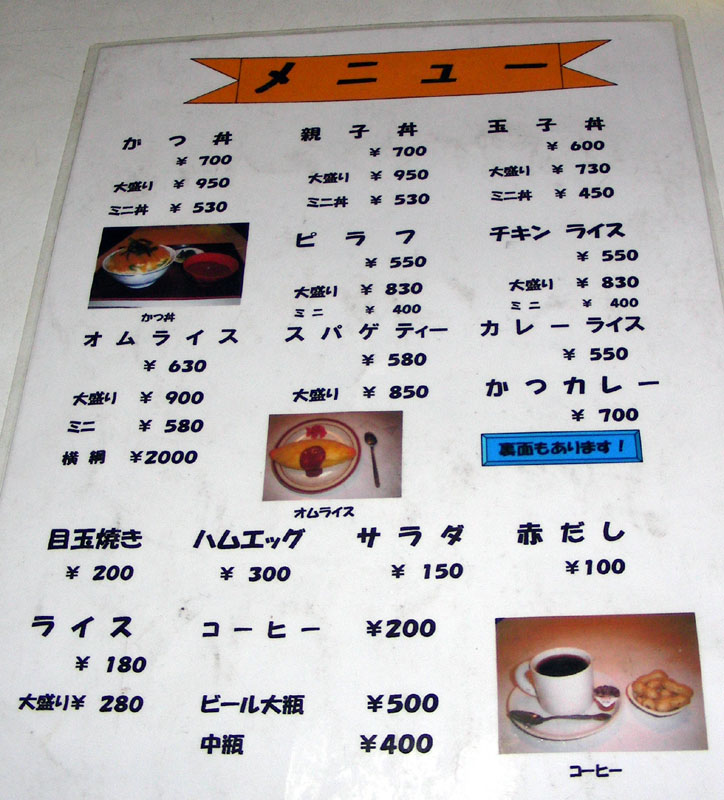 メニュー
かつ丼
¥700
大盛り ¥950
ミニ丼 ¥530
かつ丼
親子丼
¥700
大盛り ¥950
ミニ丼 ¥530
玉子丼
¥600
大盛り ¥730
ミニ丼 ¥450
ピラフ
¥550
大盛り ¥830
ミニ ¥400
チキンライス
¥550
大盛り ¥830
ミニ ¥400
オムライス
¥630
大盛り ¥900
ミニ ¥580
横綱 ¥2000
スパゲティー
¥580
大盛り ¥850
オムライス
カレーライス
¥550
かつカレー
¥700
裏面もあります!
目玉焼き
¥200
ハムエッグ
¥300
サラダ
¥150
赤だし
¥100
ライス
¥180
大盛り¥280
コーヒー ¥200
ビール大瓶 ¥500
中瓶 ¥400
コーヒー